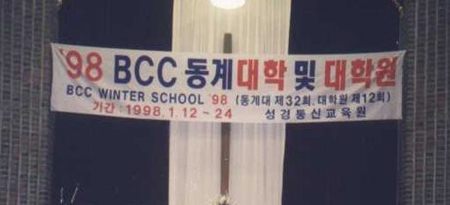 '98 BCC 동계대학 및 대학원
BCC WINTER SCHOOL '98 (동계대 제32회. 대학원 제12회)
기간 : 1998.1.12~24 성경통신교육원